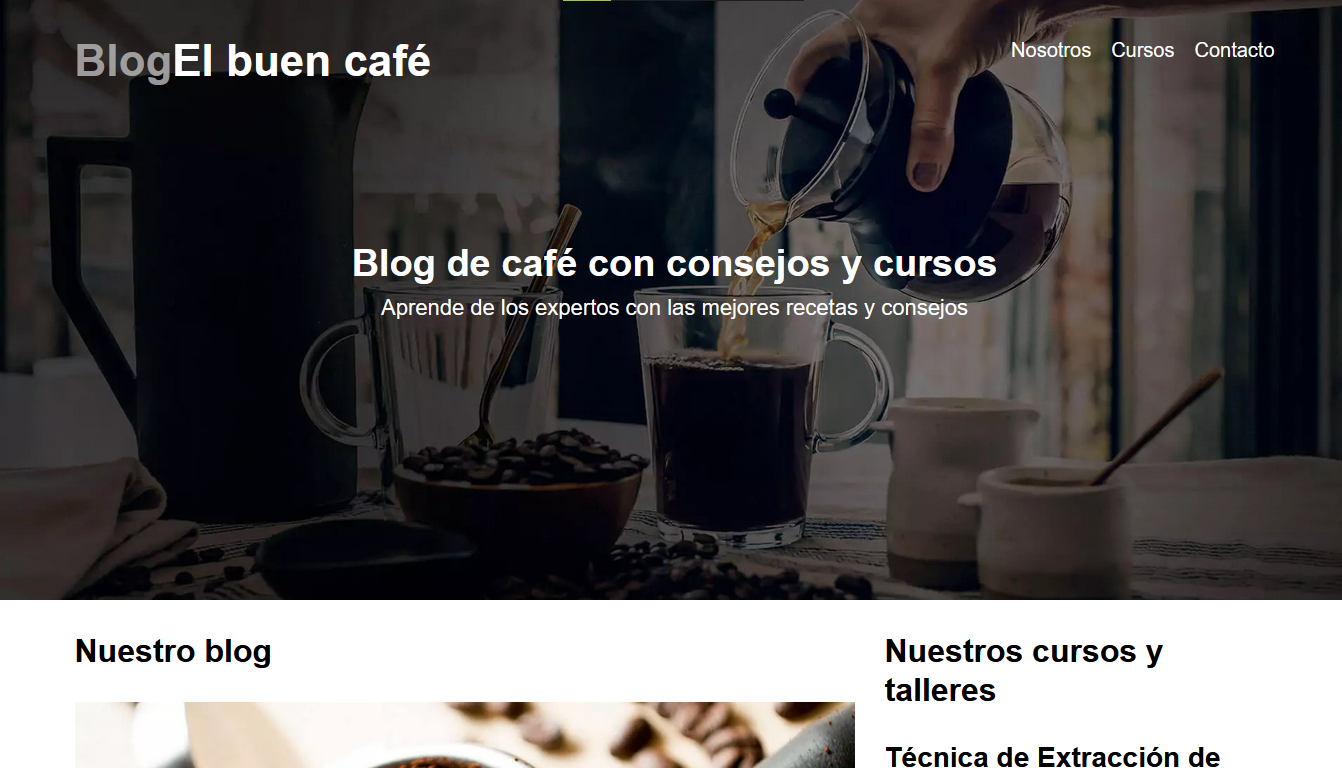 BlogEl buen café
Nosotros Cursos Contacto
Blog de café con consejos y cursos
Aprende de los expertos con las mejores recetas y consejos
Nuestro blog
Nuestros cursos y
talleres
Técnica de Extracción de